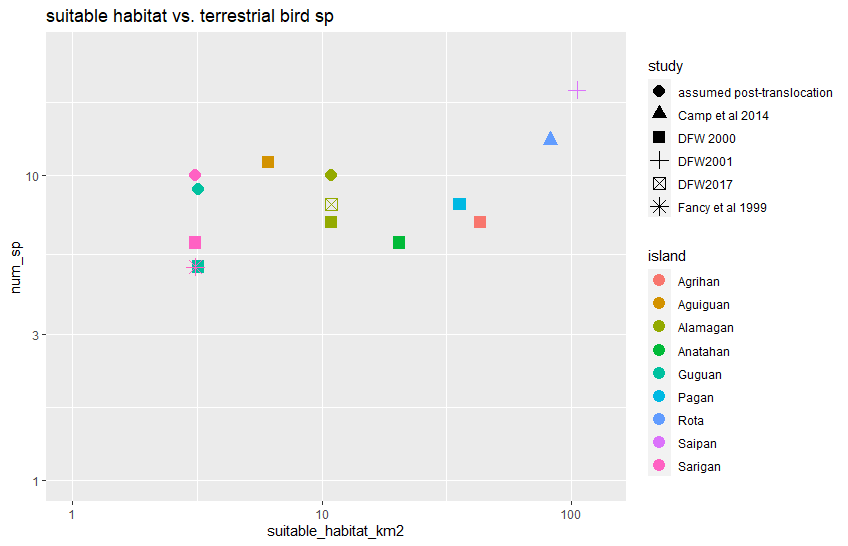 suitable habitat vs. terrestrial bird sp
num_sp
10
3
1
1
10
100
suitable_habitat_km2
study
assumed post-translocation
Camp et al 2014
DFW 2000
DFW2001
DFW2017
Fancy et al 1999
island
Agrihan
Aguiguan
Alamagan
Anatahan
Guguan
Pagan
Rota
Saipan
Sarigan